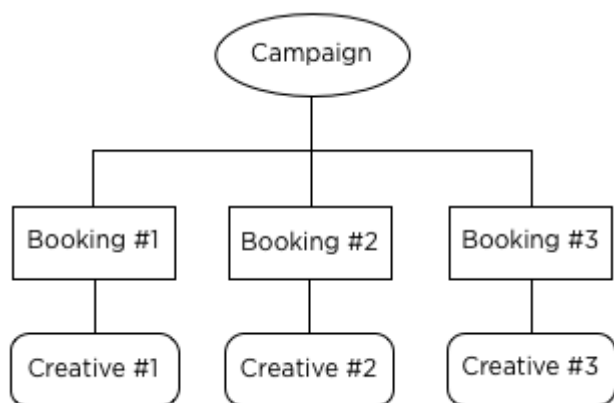 Campaign
Booking #1
Booking #2
Booking #3
Creative #1
Creative #2
Creative #3